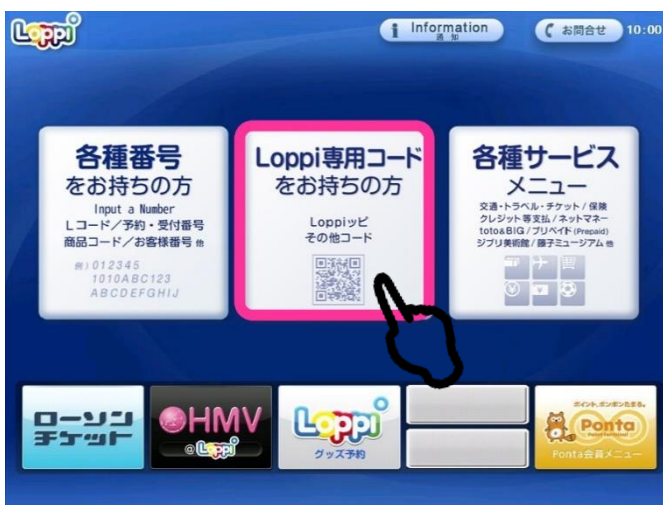 Loppi
Information
通知
お問合せ
10:00
各種番号
をお持ちの方
Input a Number
Lコード／予約・受付番号
商品コード／お客様番号 他
例）012345
1010ABC123
ABCDEFGHIJ
Loppi専用コード
をお持ちの方
Loppiッピ
その他コード
各種サービス
メニュー
交通・トラベル・チケット / 保険
クレジット等支払 / ネットマネー
toto&BIG / プリペイド (Prepaid)
ジブリ美術館 / 藤子ミュージアム 他
ローソン
チケット
HMV
@Loppi
Loppi
グッズ予約
ポイント、ポンポンたまる。
Ponta
Ponta会員メニュー